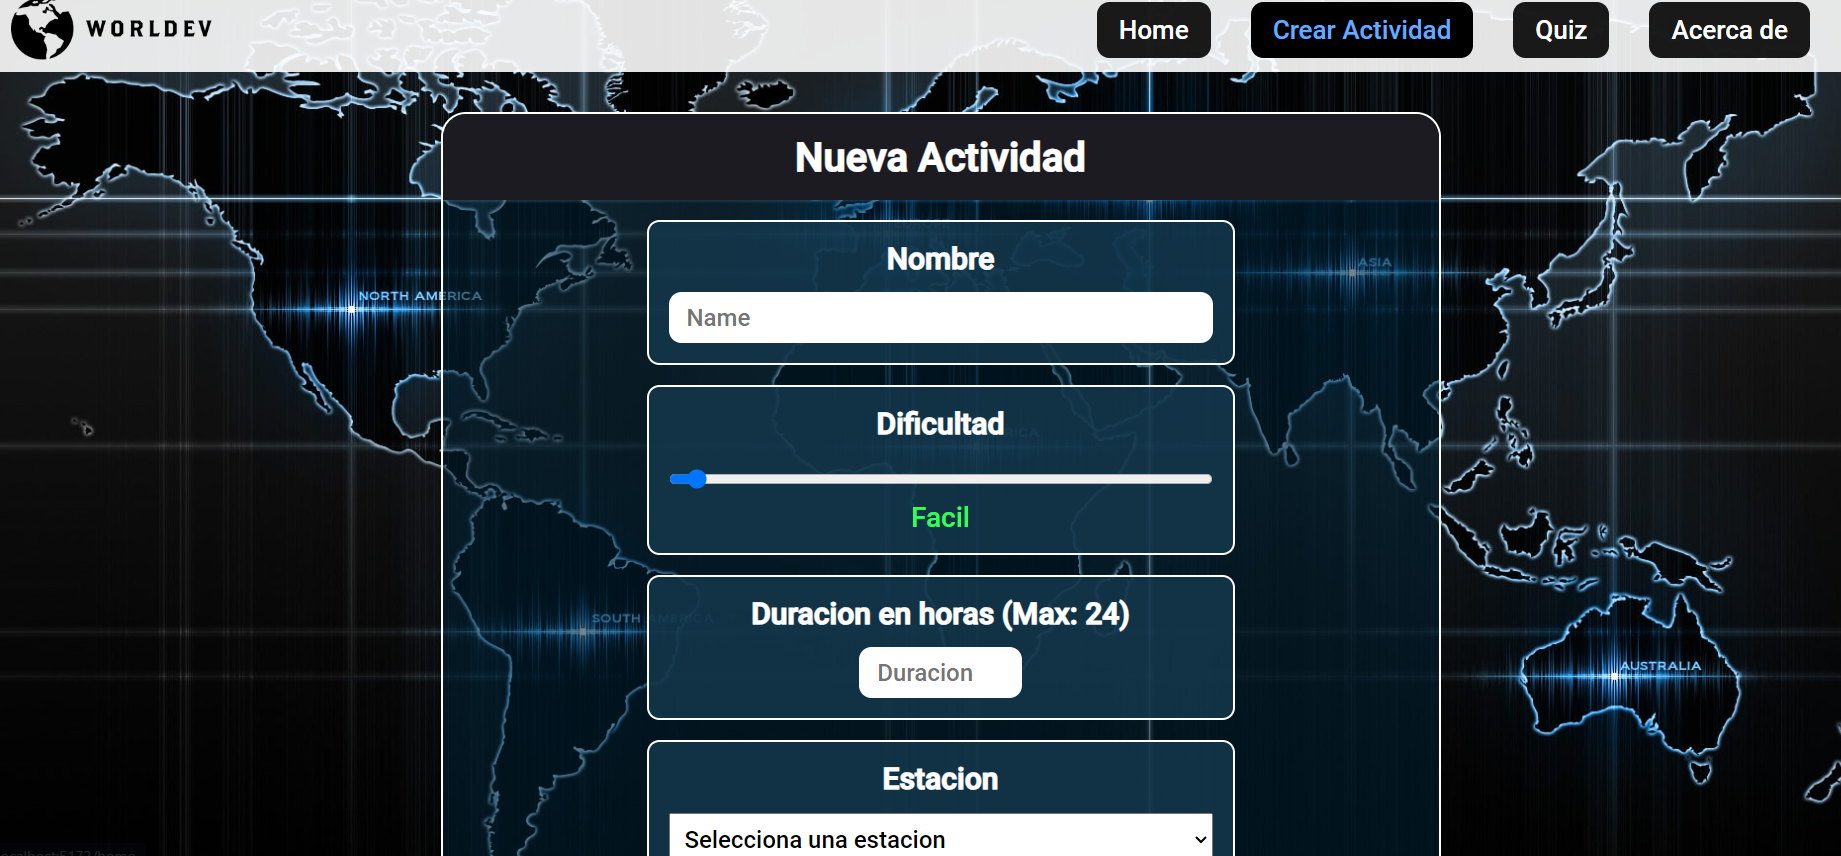 WORLDEV
Home
Crear Actividad
Quiz
Acerca de
Nueva Actividad
NORTH AMERICA
ASIA
Nombre
Name
Dificultad
Facil
Duracion en horas (Max: 24)
SOUTH AMERICA
AUSTRALIA
Duracion
Estacion
Selecciona una estacion